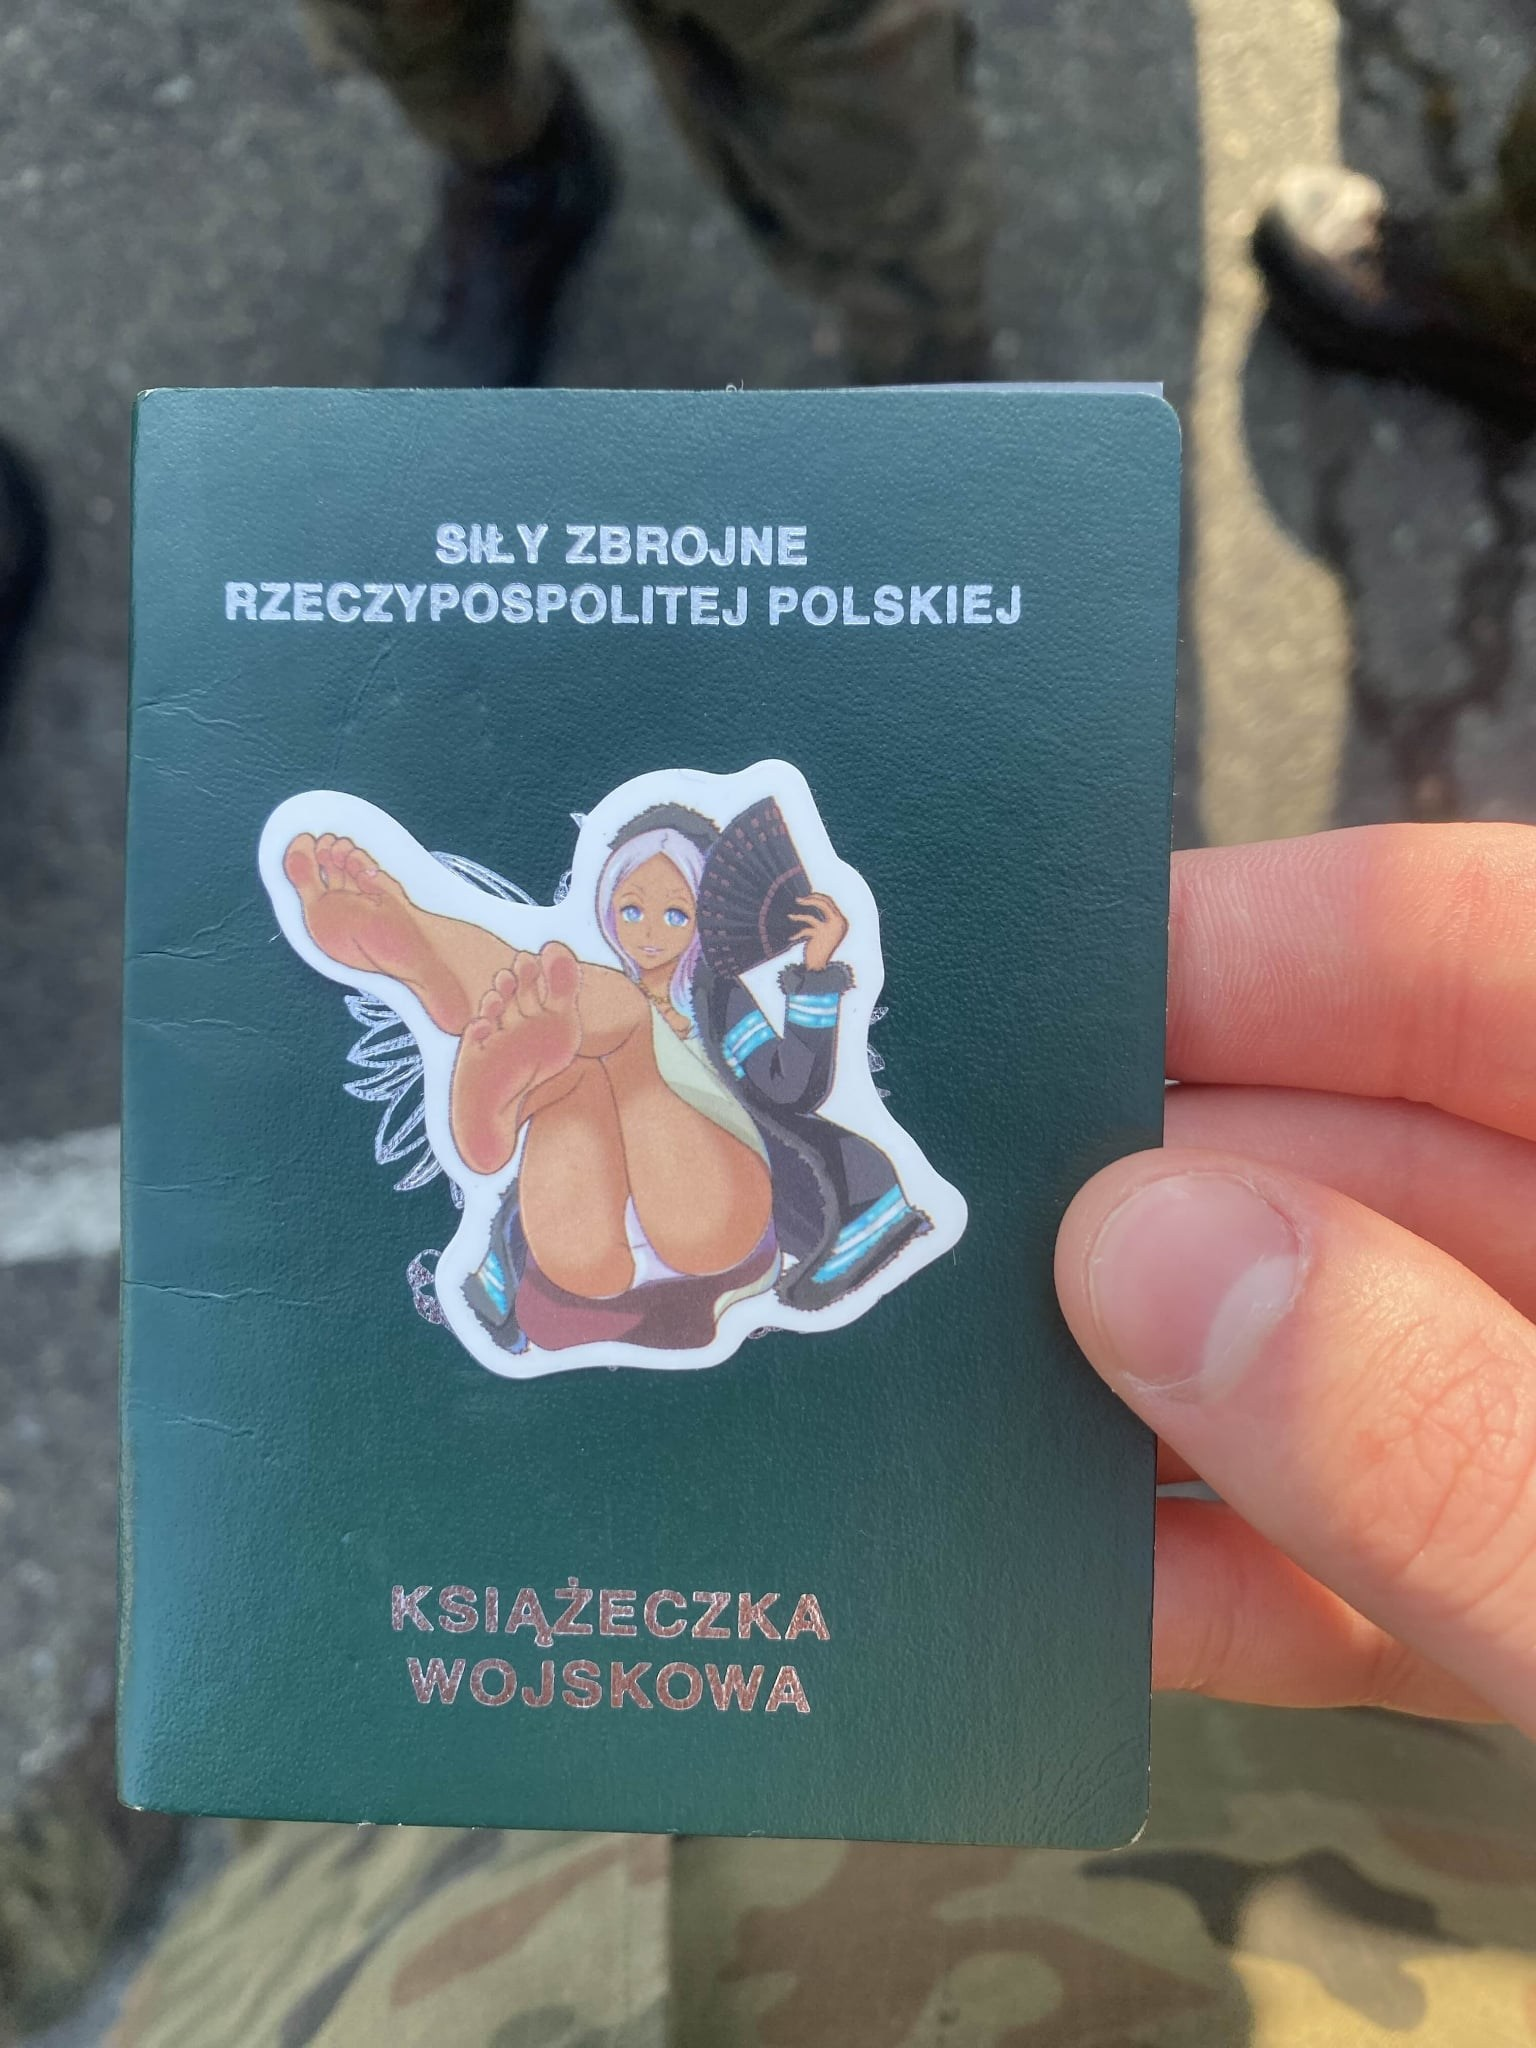 SIŁY ZBROJNE
RZECZYPOSPOLITEJ POLSKIEJ
KSIĄŻECZKA
WOJSKOWA